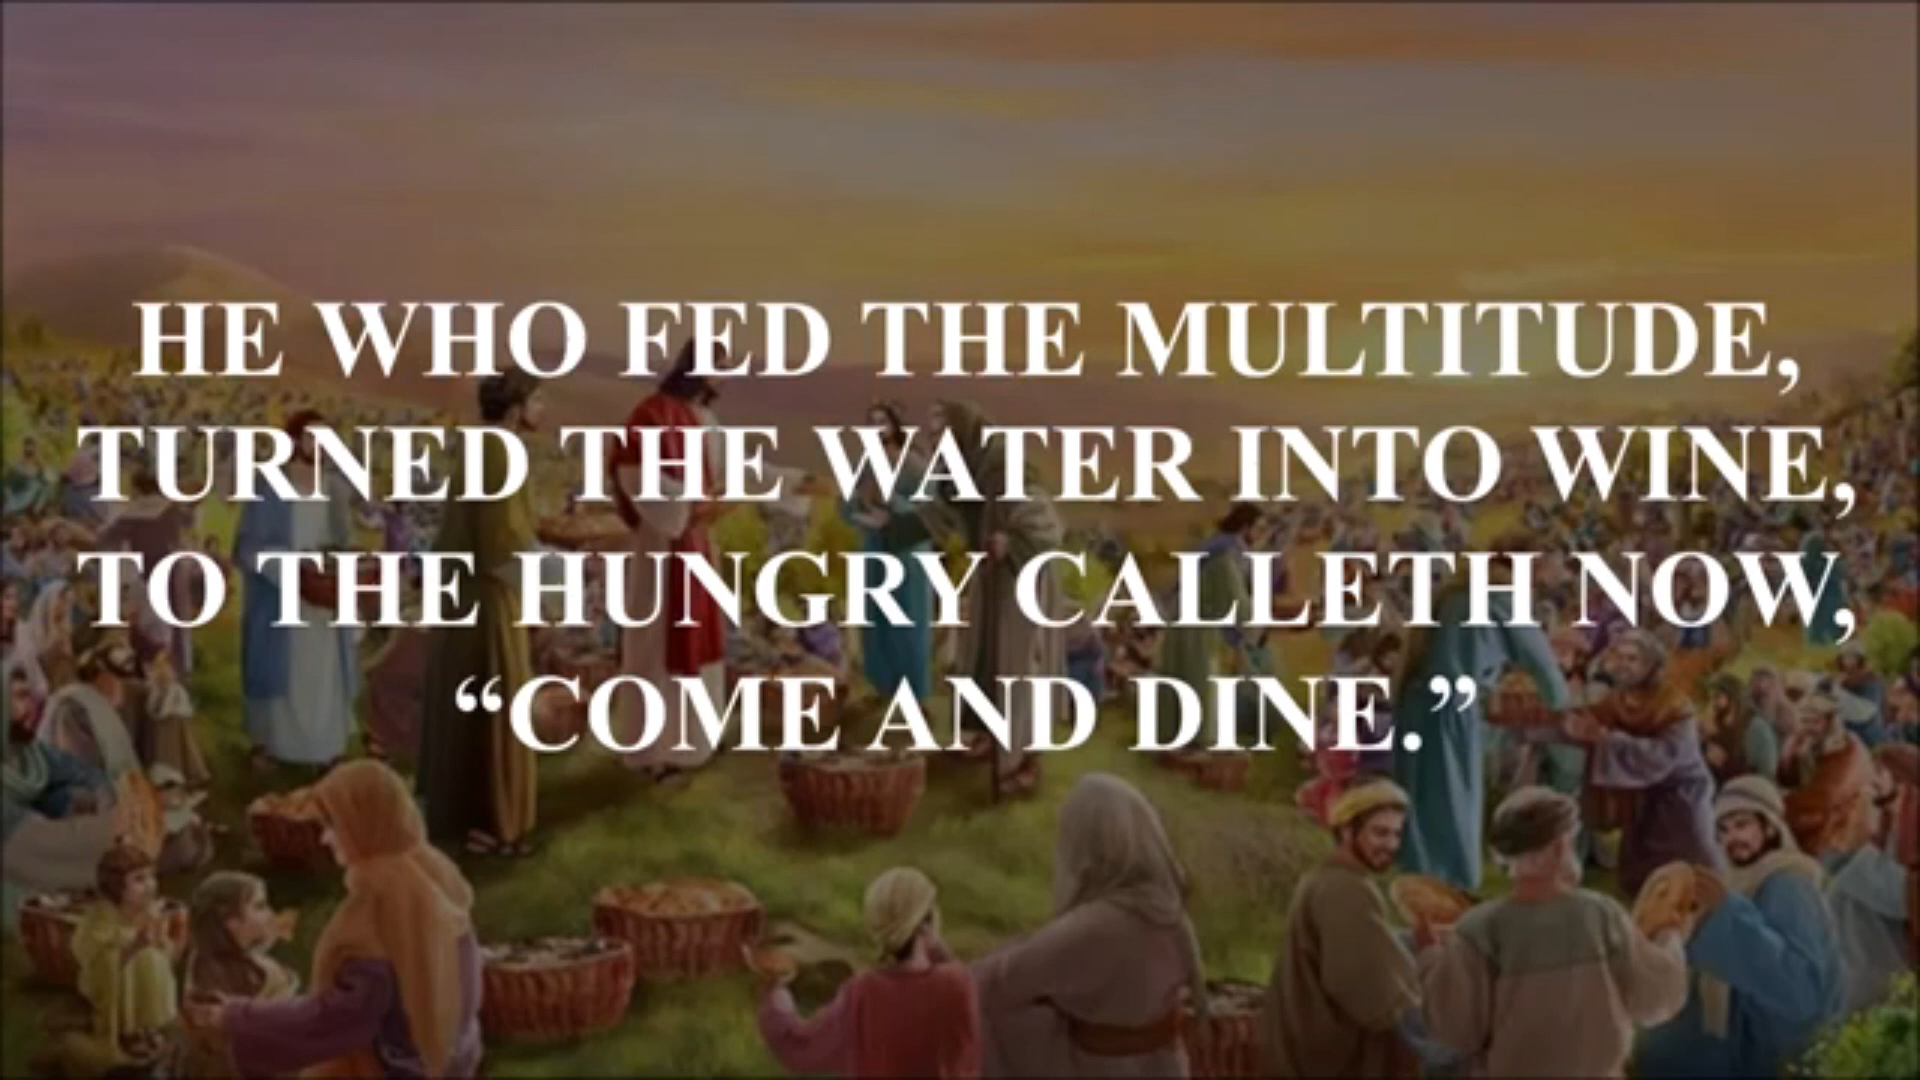 HE WHO FED THE MULTITUDE,
TURNED THE WATER INTO WINE,
TO THE HUNGRY CALLETH NOW,
“COME AND DINE.”